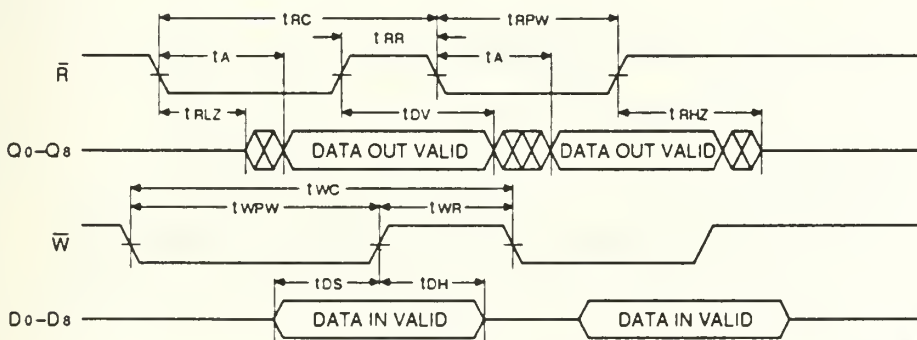 tRC tRPW
tRR
tA tA
R̅
tRLZ tDV tRHZ
Q0–Q8 DATA OUT VALID DATA OUT VALID
tWC
tWPW tWR
W̅
tDS tDH
D0–D8 DATA IN VALID DATA IN VALID